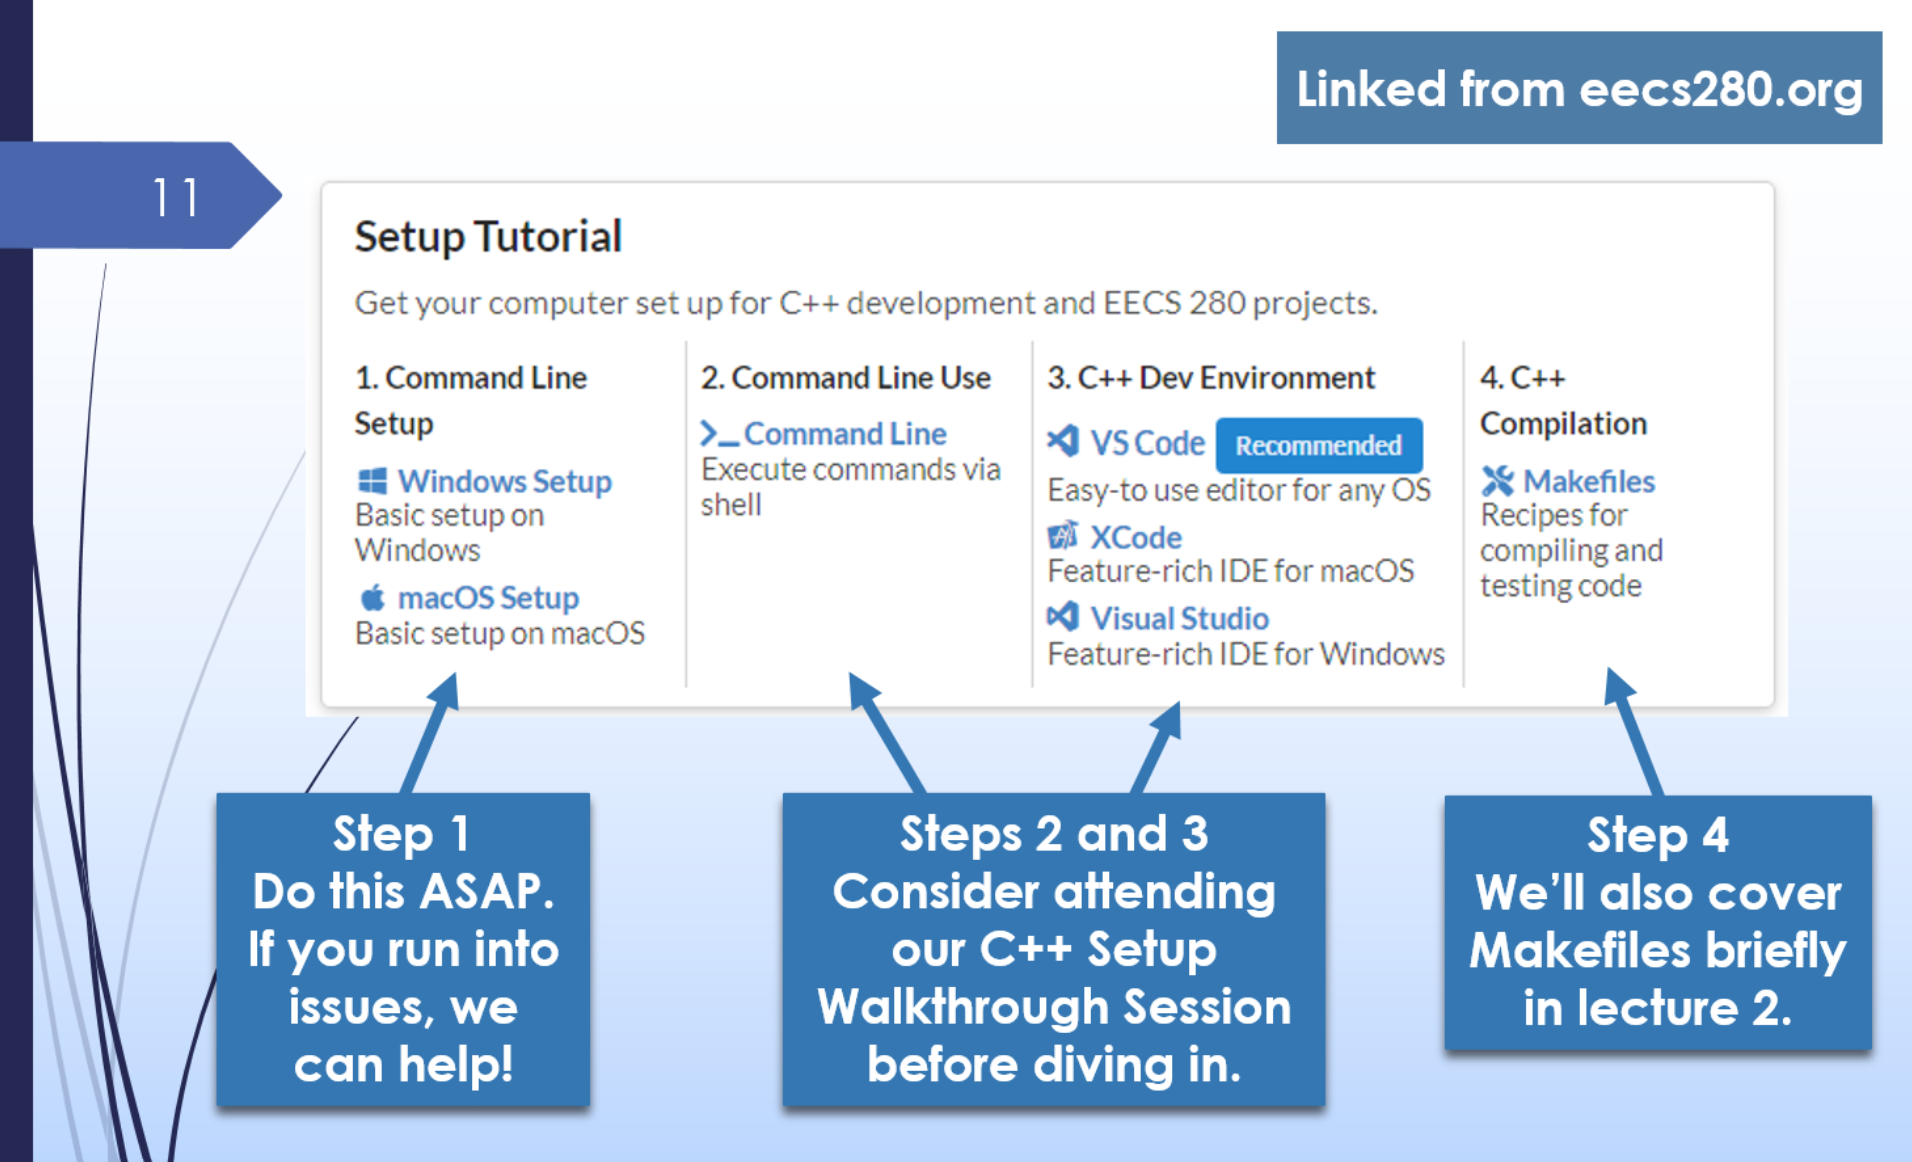 Linked from eecs280.org
11
Setup Tutorial
Get your computer set up for C++ development and EECS 280 projects.
1. Command Line
Setup
Windows Setup
Basic setup on
Windows
macOS Setup
Basic setup on macOS
2. Command Line Use
Command Line
Execute commands via
shell
3. C++ Dev Environment
VS Code Recommended
Easy-to use editor for any OS
XCode
Feature-rich IDE for macOS
Visual Studio
Feature-rich IDE for Windows
4. C++
Compilation
Makefiles
Recipes for
compiling and
testing code
Step 1
Do this ASAP.
If you run into
issues, we
can help!
Steps 2 and 3
Consider attending
our C++ Setup
Walkthrough Session
before diving in.
Step 4
We’ll also cover
Makefiles briefly
in lecture 2.